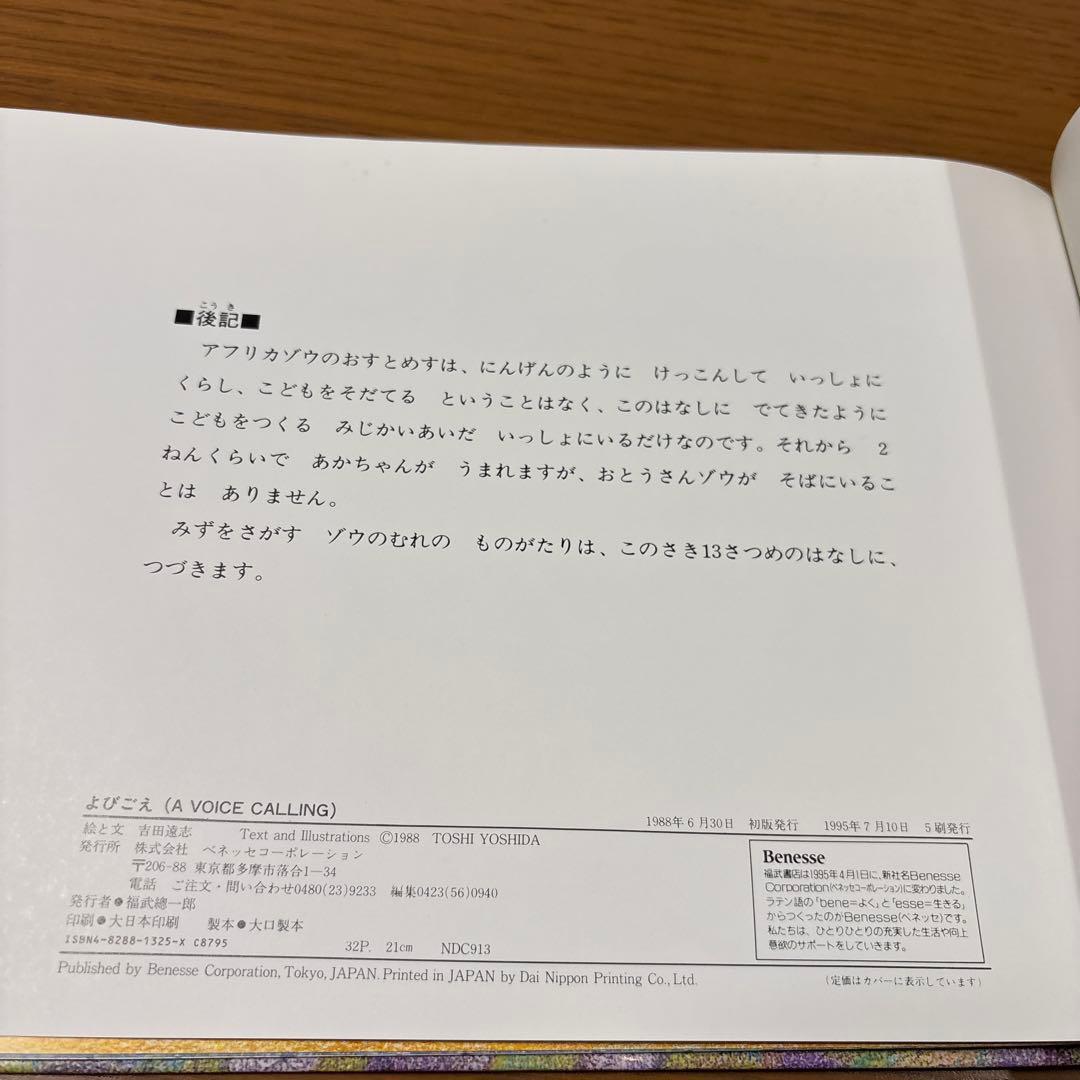 こうき
■後記■
アフリカゾウのおすとめすは、にんげんのように　けっこんして　いっしょに
くらし、こどもをそだてる　ということはなく、このはなしに　でてきたように
こどもをつくる　みじかいあいだ　いっしょにいるだけなのです。それから　2
ねんくらいで　あかちゃんが　うまれますが、おとうさんゾウが　そばにいるこ
とは　ありません。
みずをさがす　ゾウのむれの　ものがたりは、このさき13さつめのはなしに、
つづきます。
よびごえ（A VOICE CALLING）
1988年6月30日　初版発行　1995年7月10日　5刷発行
絵と文　吉田遠志　Text and Illustrations ©1988 TOSHI YOSHIDA
発行所　株式会社　ベネッセコーポレーション
〒206-88 東京都多摩市落合1―34
電話　ご注文・問い合わせ0480(23)9233　編集0423(56)0940
発行者●福武總一郎
印刷●大日本印刷　製本●大口製本
ISBN4-8288-1325-X C8795　32P. 21cm　NDC913
Published by Benesse Corporation, Tokyo, JAPAN. Printed in JAPAN by Dai Nippon Printing Co., Ltd.
Benesse
福武書店は1995年4月1日に、新社名Benesse
Corporation(ベネッセコーポレーション)に変わりました。
ラテン語の「bene=よく」と「esse=生きる」
からつくったのがBenesse(ベネッセ)です。
私たちは、ひとりひとりの充実した生活や向上
意欲のサポートをしていきます。
（定価はカバーに表示しています）